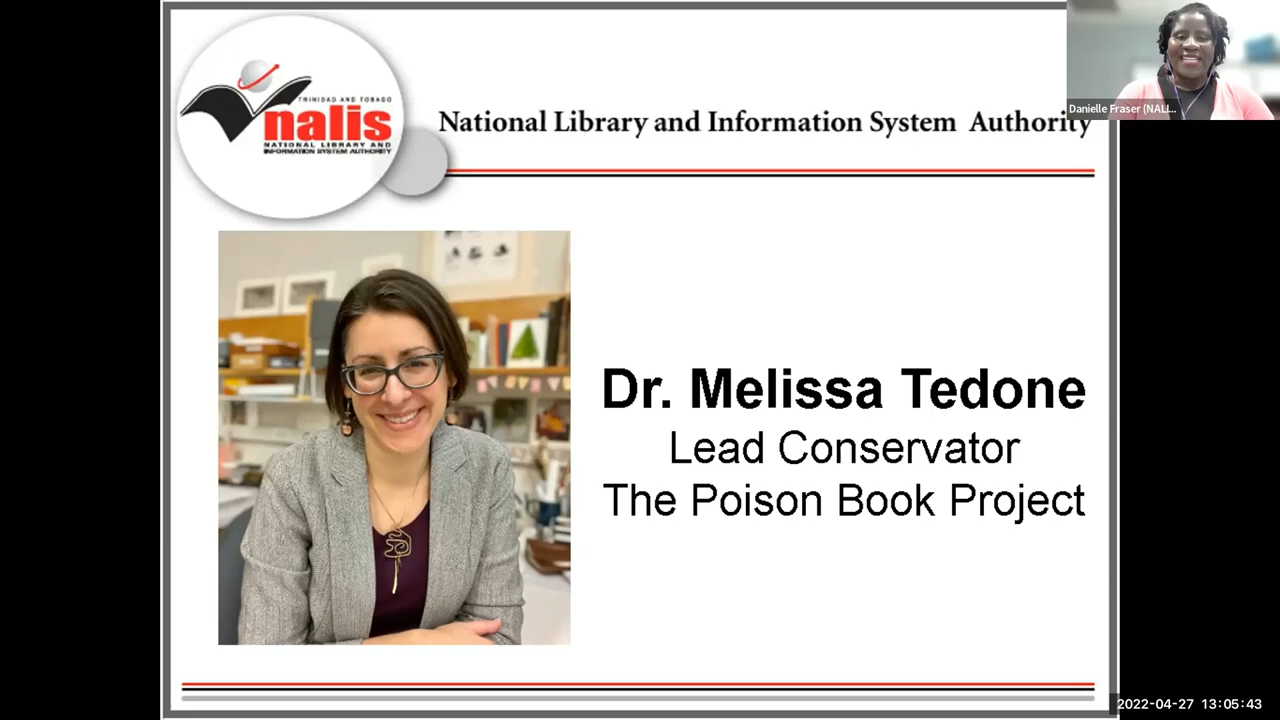 TRINIDAD AND TOBAGO
nalis
NATIONAL LIBRARY AND
INFORMATION SYSTEM AUTHORITY
National Library and Information System Authority
Danielle Fraser (NALI...
Dr. Melissa Tedone
Lead Conservator
The Poison Book Project
2022-04-27 13:05:43